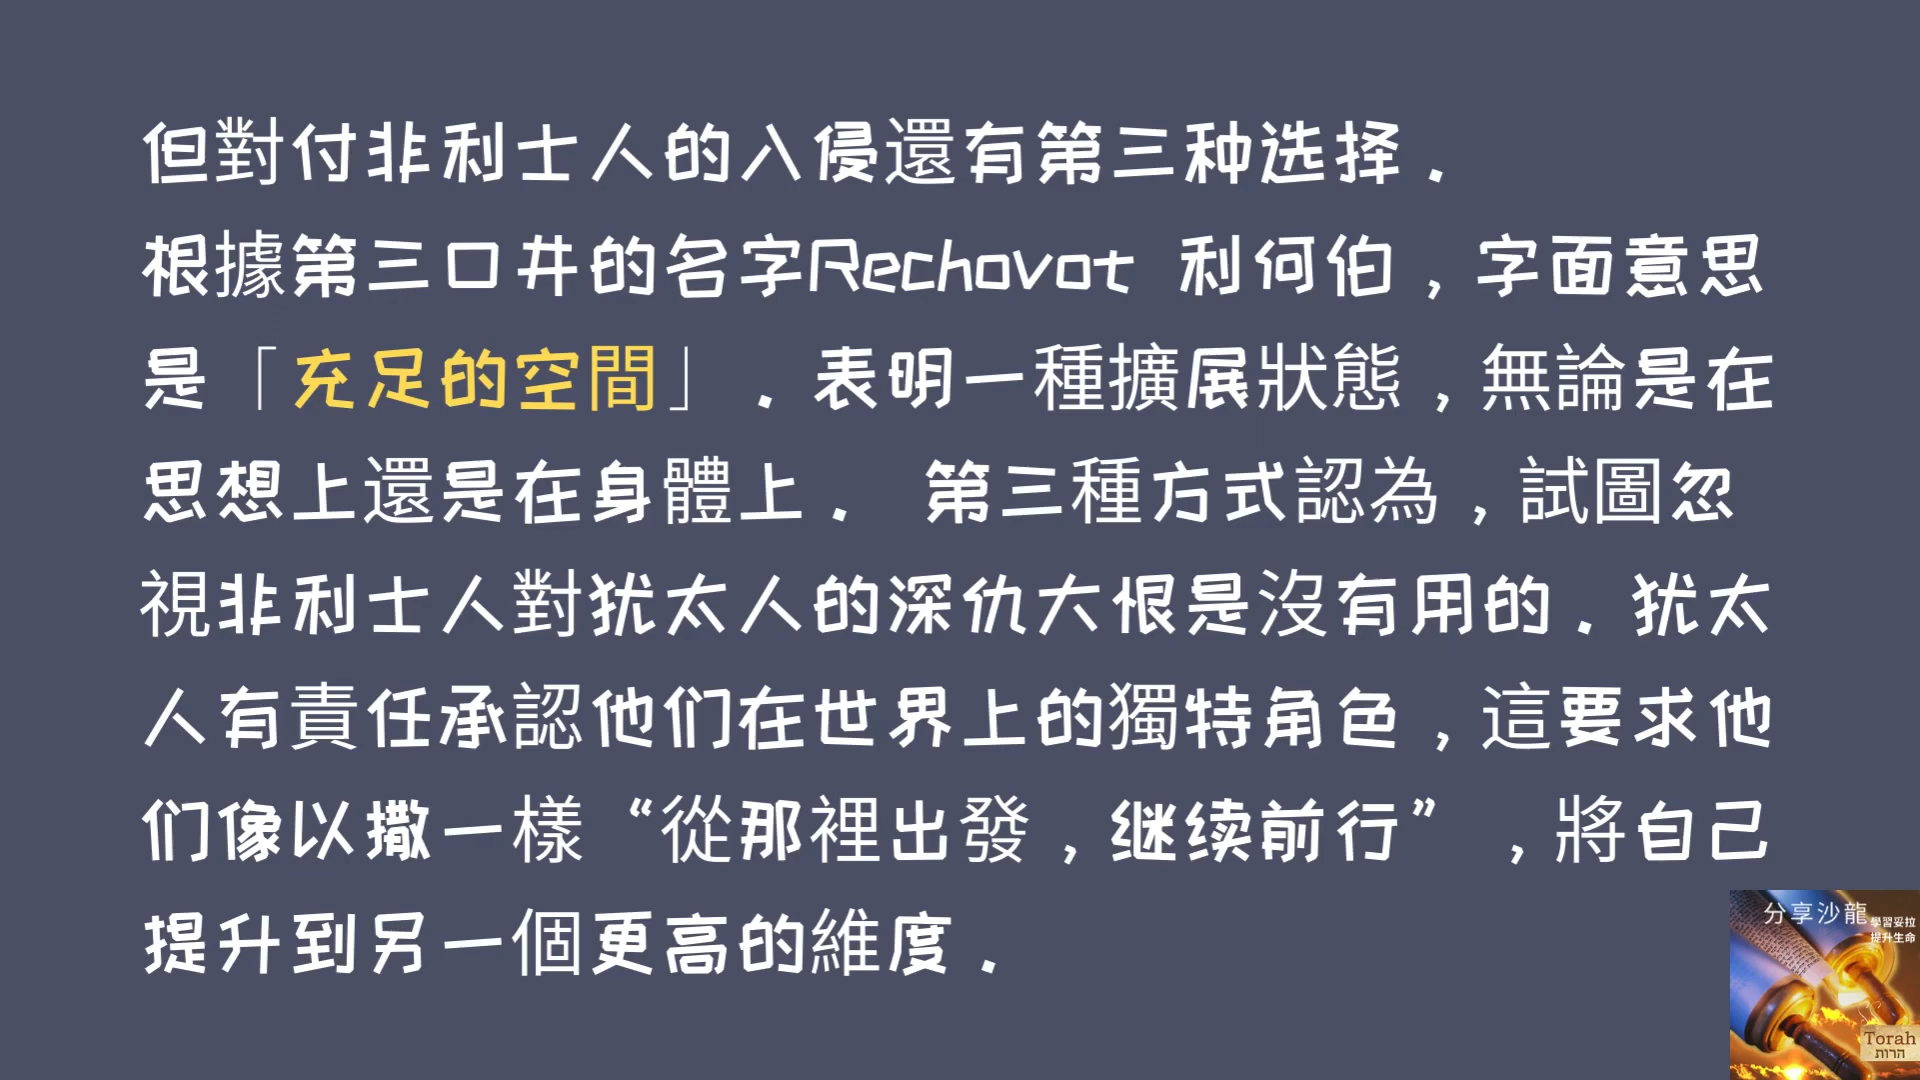 但對付非利士人的入侵還有第三种选择．
根據第三口井的名字Rechovot 利何伯，字面意思
是「充足的空間」．表明一種擴展狀態，無論是在
思想上還是在身體上． 第三種方式認為，試圖忽
視非利士人對犹太人的深仇大恨是沒有用的．犹太
人有責任承認他们在世界上的獨特角色，這要求他
们像以撒一樣“從那裡出發，继续前行”，將自己
提升到另一個更高的維度．
分享沙龍
學習妥拉
提升生命
Torah